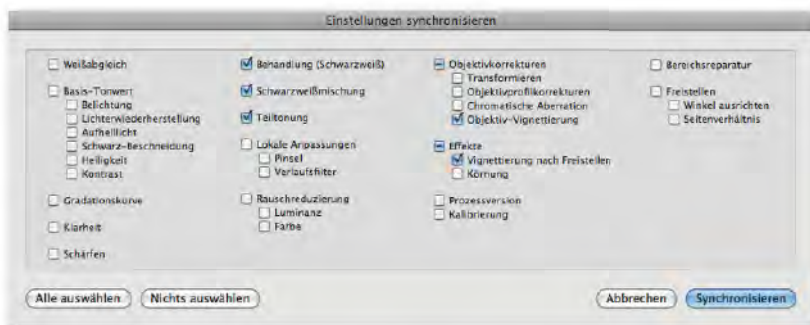 Einstellungen synchronisieren
Weißabgleich
Basis-Tonwert
Belichtung
Lichterwiederherstellung
Aufhelllicht
Schwarz-Beschneidung
Helligkeit
Kontrast
Gradationskurve
Klarheit
Schärfen
Behandlung (Schwarzweiß)
Schwarzweißmischung
Teiltonung
Lokale Anpassungen
Pinsel
Verlaufsfilter
Rauschreduzierung
Luminanz
Farbe
Objektivkorrekturen
Transformieren
Objektivprofilkorrekturen
Chromatische Aberration
Objektiv-Vignettierung
Effekte
Vignettierung nach Freistellen
Körnung
Prozessversion
Kalibrierung
Bereichsreparatur
Freistellen
Winkel ausrichten
Seitenverhältnis
Alle auswählen
Nichts auswählen
Abbrechen
Synchronisieren